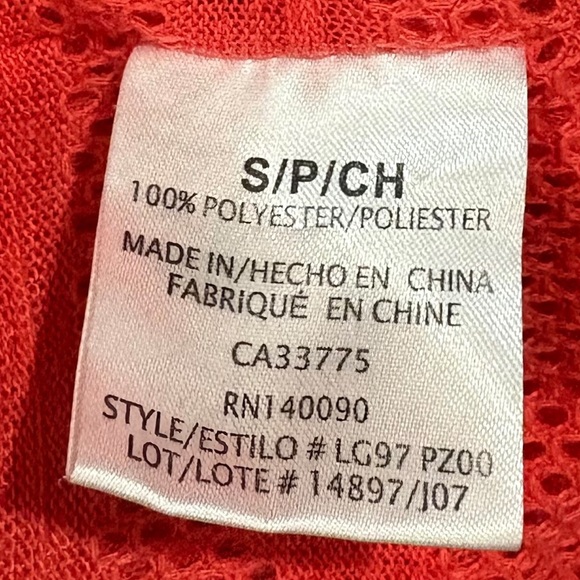 S/P/CH
100% POLYESTER/POLIESTER
MADE IN/HECHO EN CHINA
FABRIQUÉ EN CHINE
CA33775
RN140090
STYLE/ESTILO # LG97 PZ00
LOT/LOTE # 14897/J07